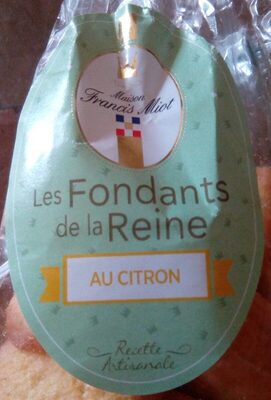 Maison
Francis Miot
Les Fondants
de la Reine
AU CITRON
Recette
Artisanale